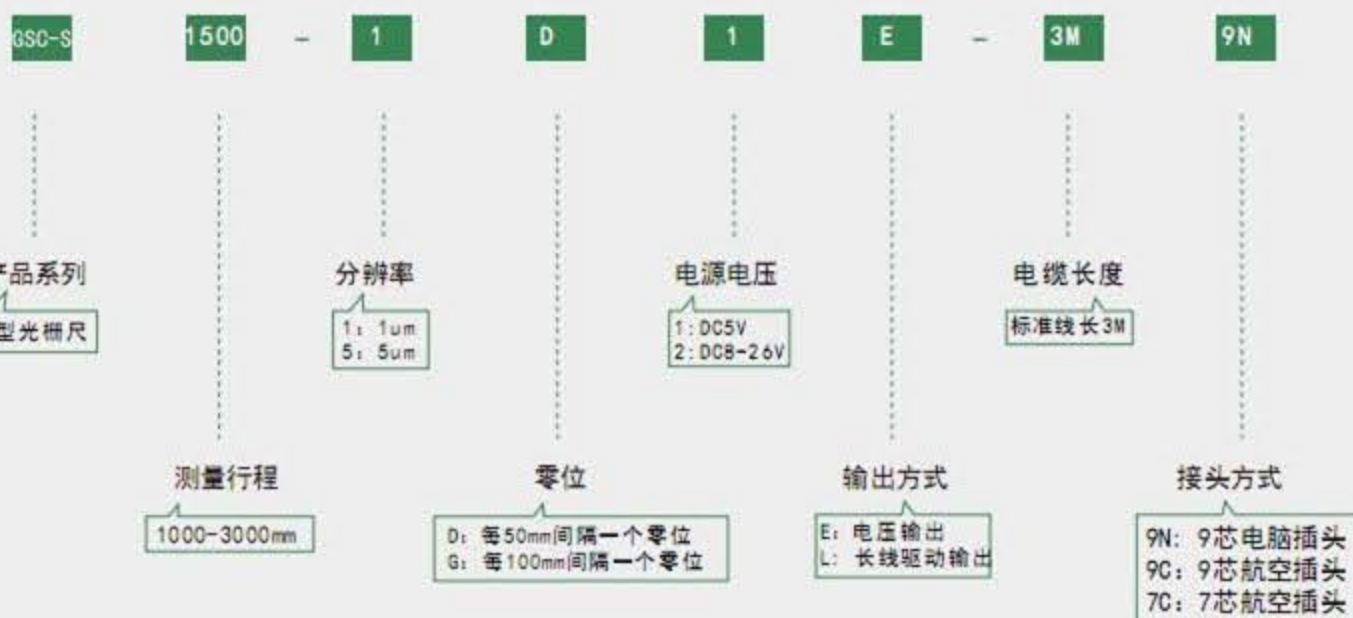 GSC-S 1500 - 1 D 1 E - 3M 9N
品系列
型光栅尺
分辨率
1: 1um
5: 5um
电源电压
1:DC5V
2:DC8-26V
电缆长度
标准线长3M
测量行程
1000-3000mm
零位
D: 每50mm间隔一个零位
G: 每100mm间隔一个零位
输出方式
E: 电压输出
L: 长线驱动输出
接头方式
9N: 9芯电脑插头
9C: 9芯航空插头
7C: 7芯航空插头